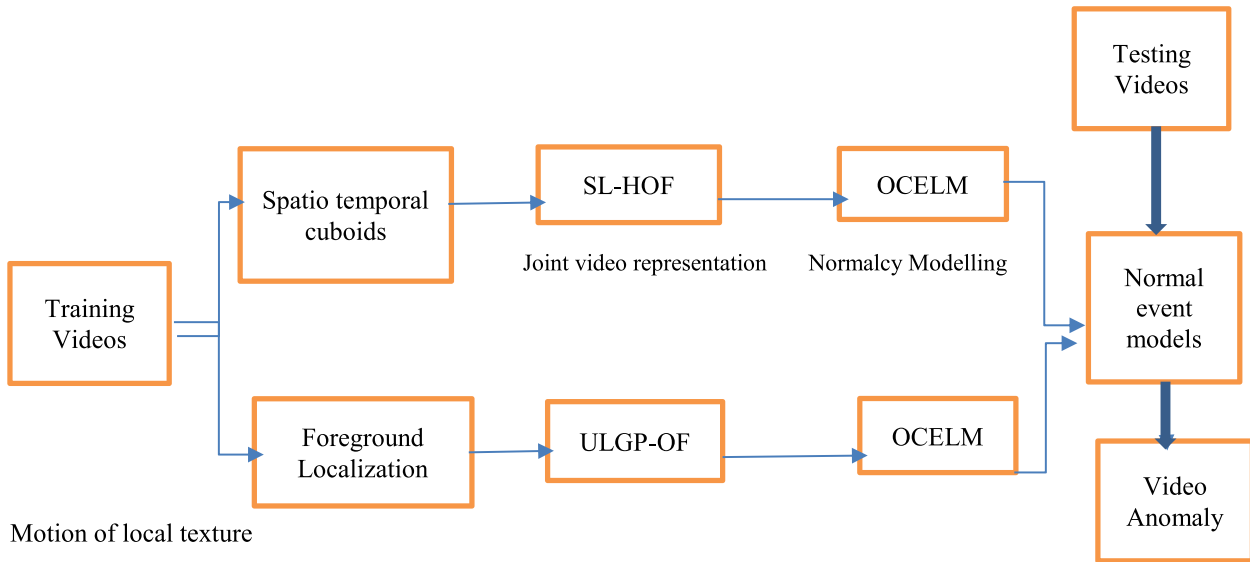 Testing
Videos
Spatio temporal
cuboids
SL-HOF
OCELM
Joint video representation
Normalcy Modelling
Training
Videos
Normal
event
models
Foreground
Localization
ULGP-OF
OCELM
Video
Anomaly
Motion of local texture